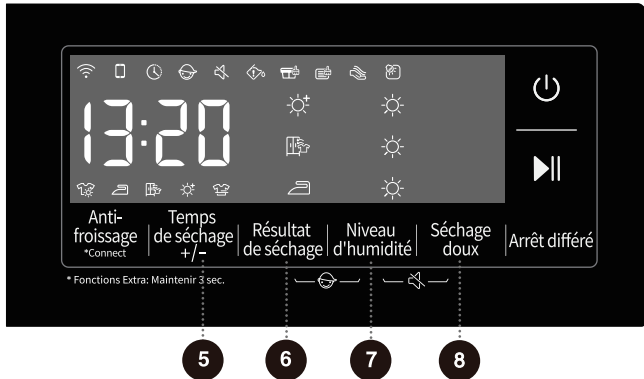 13:20
Anti-
froissage
*Connect
Temps
de séchage
+/-
Résultat
de séchage
Niveau
d'humidité
Séchage
doux
Arrêt différé
* Fonctions Extra: Maintenir 3 sec.
5
6
7
8